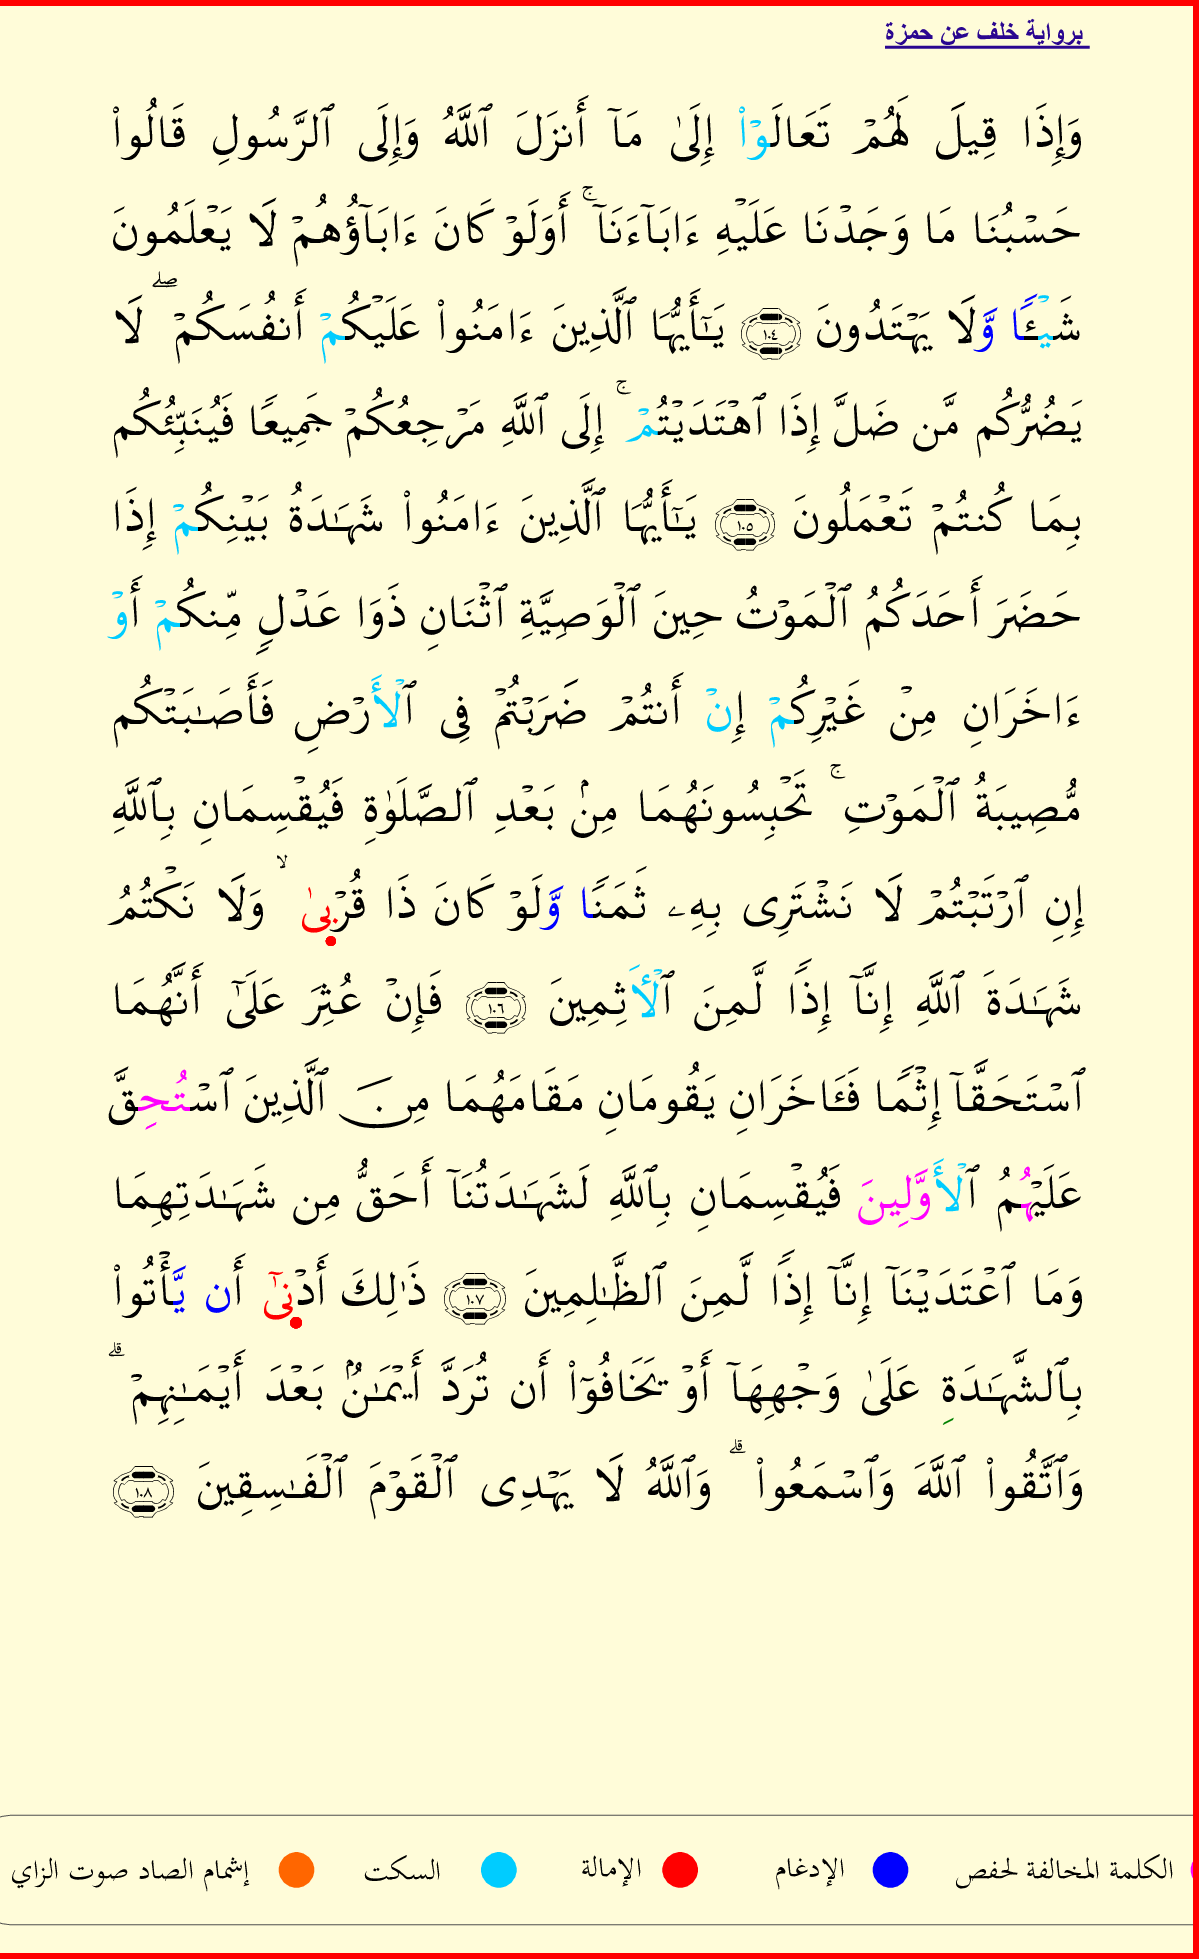 برواية خلف عن حمزة
وَإِذَا قِيلَ لَهُمۡ تَعَالَوۡاْ إِلَىٰ مَآ أَنزَلَ ٱللَّهُ وَإِلَى ٱلرَّسُولِ قَالُواْ
حَسۡبُنَا مَا وَجَدۡنَا عَلَيۡهِ ءَابَآءَنَآۚ أَوَلَوۡ كَانَ ءَابَآؤُهُمۡ لَا يَعۡلَمُونَ
شَيۡـًٔا وَّلَا يَهۡتَدُونَ ١٠٤ يَـٰٓأَيُّهَا ٱلَّذِينَ ءَامَنُواْ عَلَيۡكُمۡ أَنفُسَكُمۡۖ لَا
يَضُرُّكُم مَّن ضَلَّ إِذَا ٱهۡتَدَيۡتُمۡۚ إِلَى ٱللَّهِ مَرۡجِعُكُمۡ جَمِيعًا فَيُنَبِّئُكُم
بِمَا كُنتُمۡ تَعۡمَلُونَ ١٠٥ يَـٰٓأَيُّهَا ٱلَّذِينَ ءَامَنُواْ شَهَـٰدَةُ بَيۡنِكُمۡ إِذَا
حَضَرَ أَحَدَكُمُ ٱلۡمَوۡتُ حِينَ ٱلۡوَصِيَّةِ ٱثۡنَانِ ذَوَا عَدۡلٍ مِّنكُمۡ أَوۡ
ءَاخَرَانِ مِنۡ غَيۡرِكُمۡ إِنۡ أَنتُمۡ ضَرَبۡتُمۡ فِى ٱلۡأَرۡضِ فَأَصَـٰبَتۡكُم
مُّصِيبَةُ ٱلۡمَوۡتِۚ تَحۡبِسُونَهُمَا مِنۢ بَعۡدِ ٱلصَّلَوٰةِ فَيُقۡسِمَانِ بِٱللَّهِ
إِنِ ٱرۡتَبۡتُمۡ لَا نَشۡتَرِى بِهِۦ ثَمَنًا وَّلَوۡ كَانَ ذَا قُرۡبىٰۙ وَلَا نَكۡتُمُ
شَهَـٰدَةَ ٱللَّهِ إِنَّآ إِذًا لَّمِنَ ٱلۡأَثِمِينَ ١٠٦ فَإِنۡ عُثِرَ عَلَىٰٓ أَنَّهُمَا
ٱسۡتَحَقَّآ إِثۡمًا فَـَٔاخَرَانِ يَقُومَانِ مَقَامَهُمَا مِنَ ٱلَّذِينَ ٱسۡتُحِقَّ
عَلَيۡهُمُ ٱلۡأَوَّلِينَ فَيُقۡسِمَانِ بِٱللَّهِ لَشَهَـٰدَتُنَآ أَحَقُّ مِن شَهَـٰدَتِهِمَا
وَمَا ٱعۡتَدَيۡنَآ إِنَّآ إِذًا لَّمِنَ ٱلظَّـٰلِمِينَ ١٠٧ ذَٰلِكَ أَدۡنىٰٓ أَن يَّأۡتُواْ
بِٱلشَّهَـٰدَةِ عَلَىٰ وَجۡهِهَآ أَوۡ يَخَافُوٓاْ أَن تُرَدَّ أَيۡمَـٰنُۢ بَعۡدَ أَيۡمَـٰنِهِمۡۗ
وَٱتَّقُواْ ٱللَّهَ وَٱسۡمَعُواْۗ وَٱللَّهُ لَا يَهۡدِى ٱلۡقَوۡمَ ٱلۡفَـٰسِقِينَ ١٠٨
الكلمة المخالفة لحفص الإدغام الإمالة السكت إشمام الصاد صوت الزاي